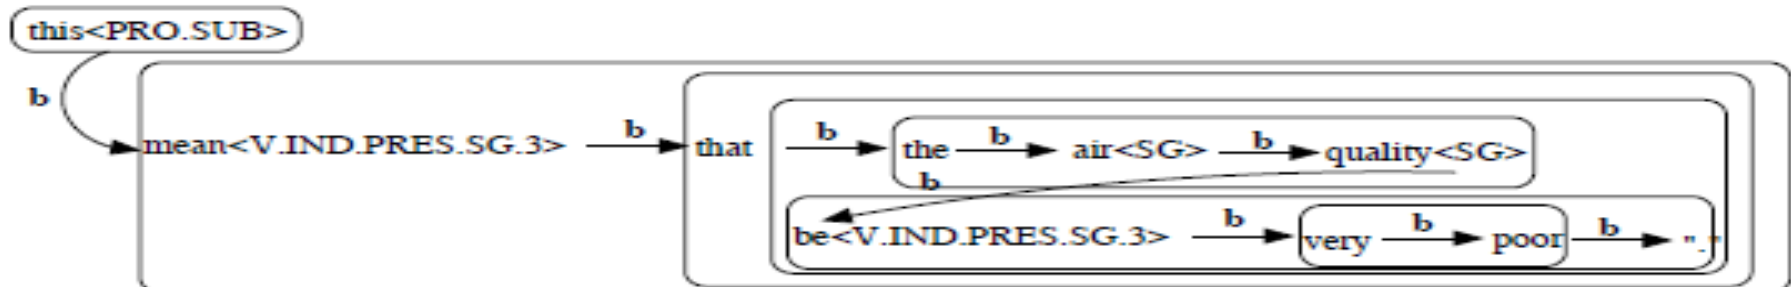 this<PRO.SUB>
b
mean<V.IND.PRES.SG.3> b that b the b air<SG> b quality<SG>
b
be<V.IND.PRES.SG.3> b very b poor b "."